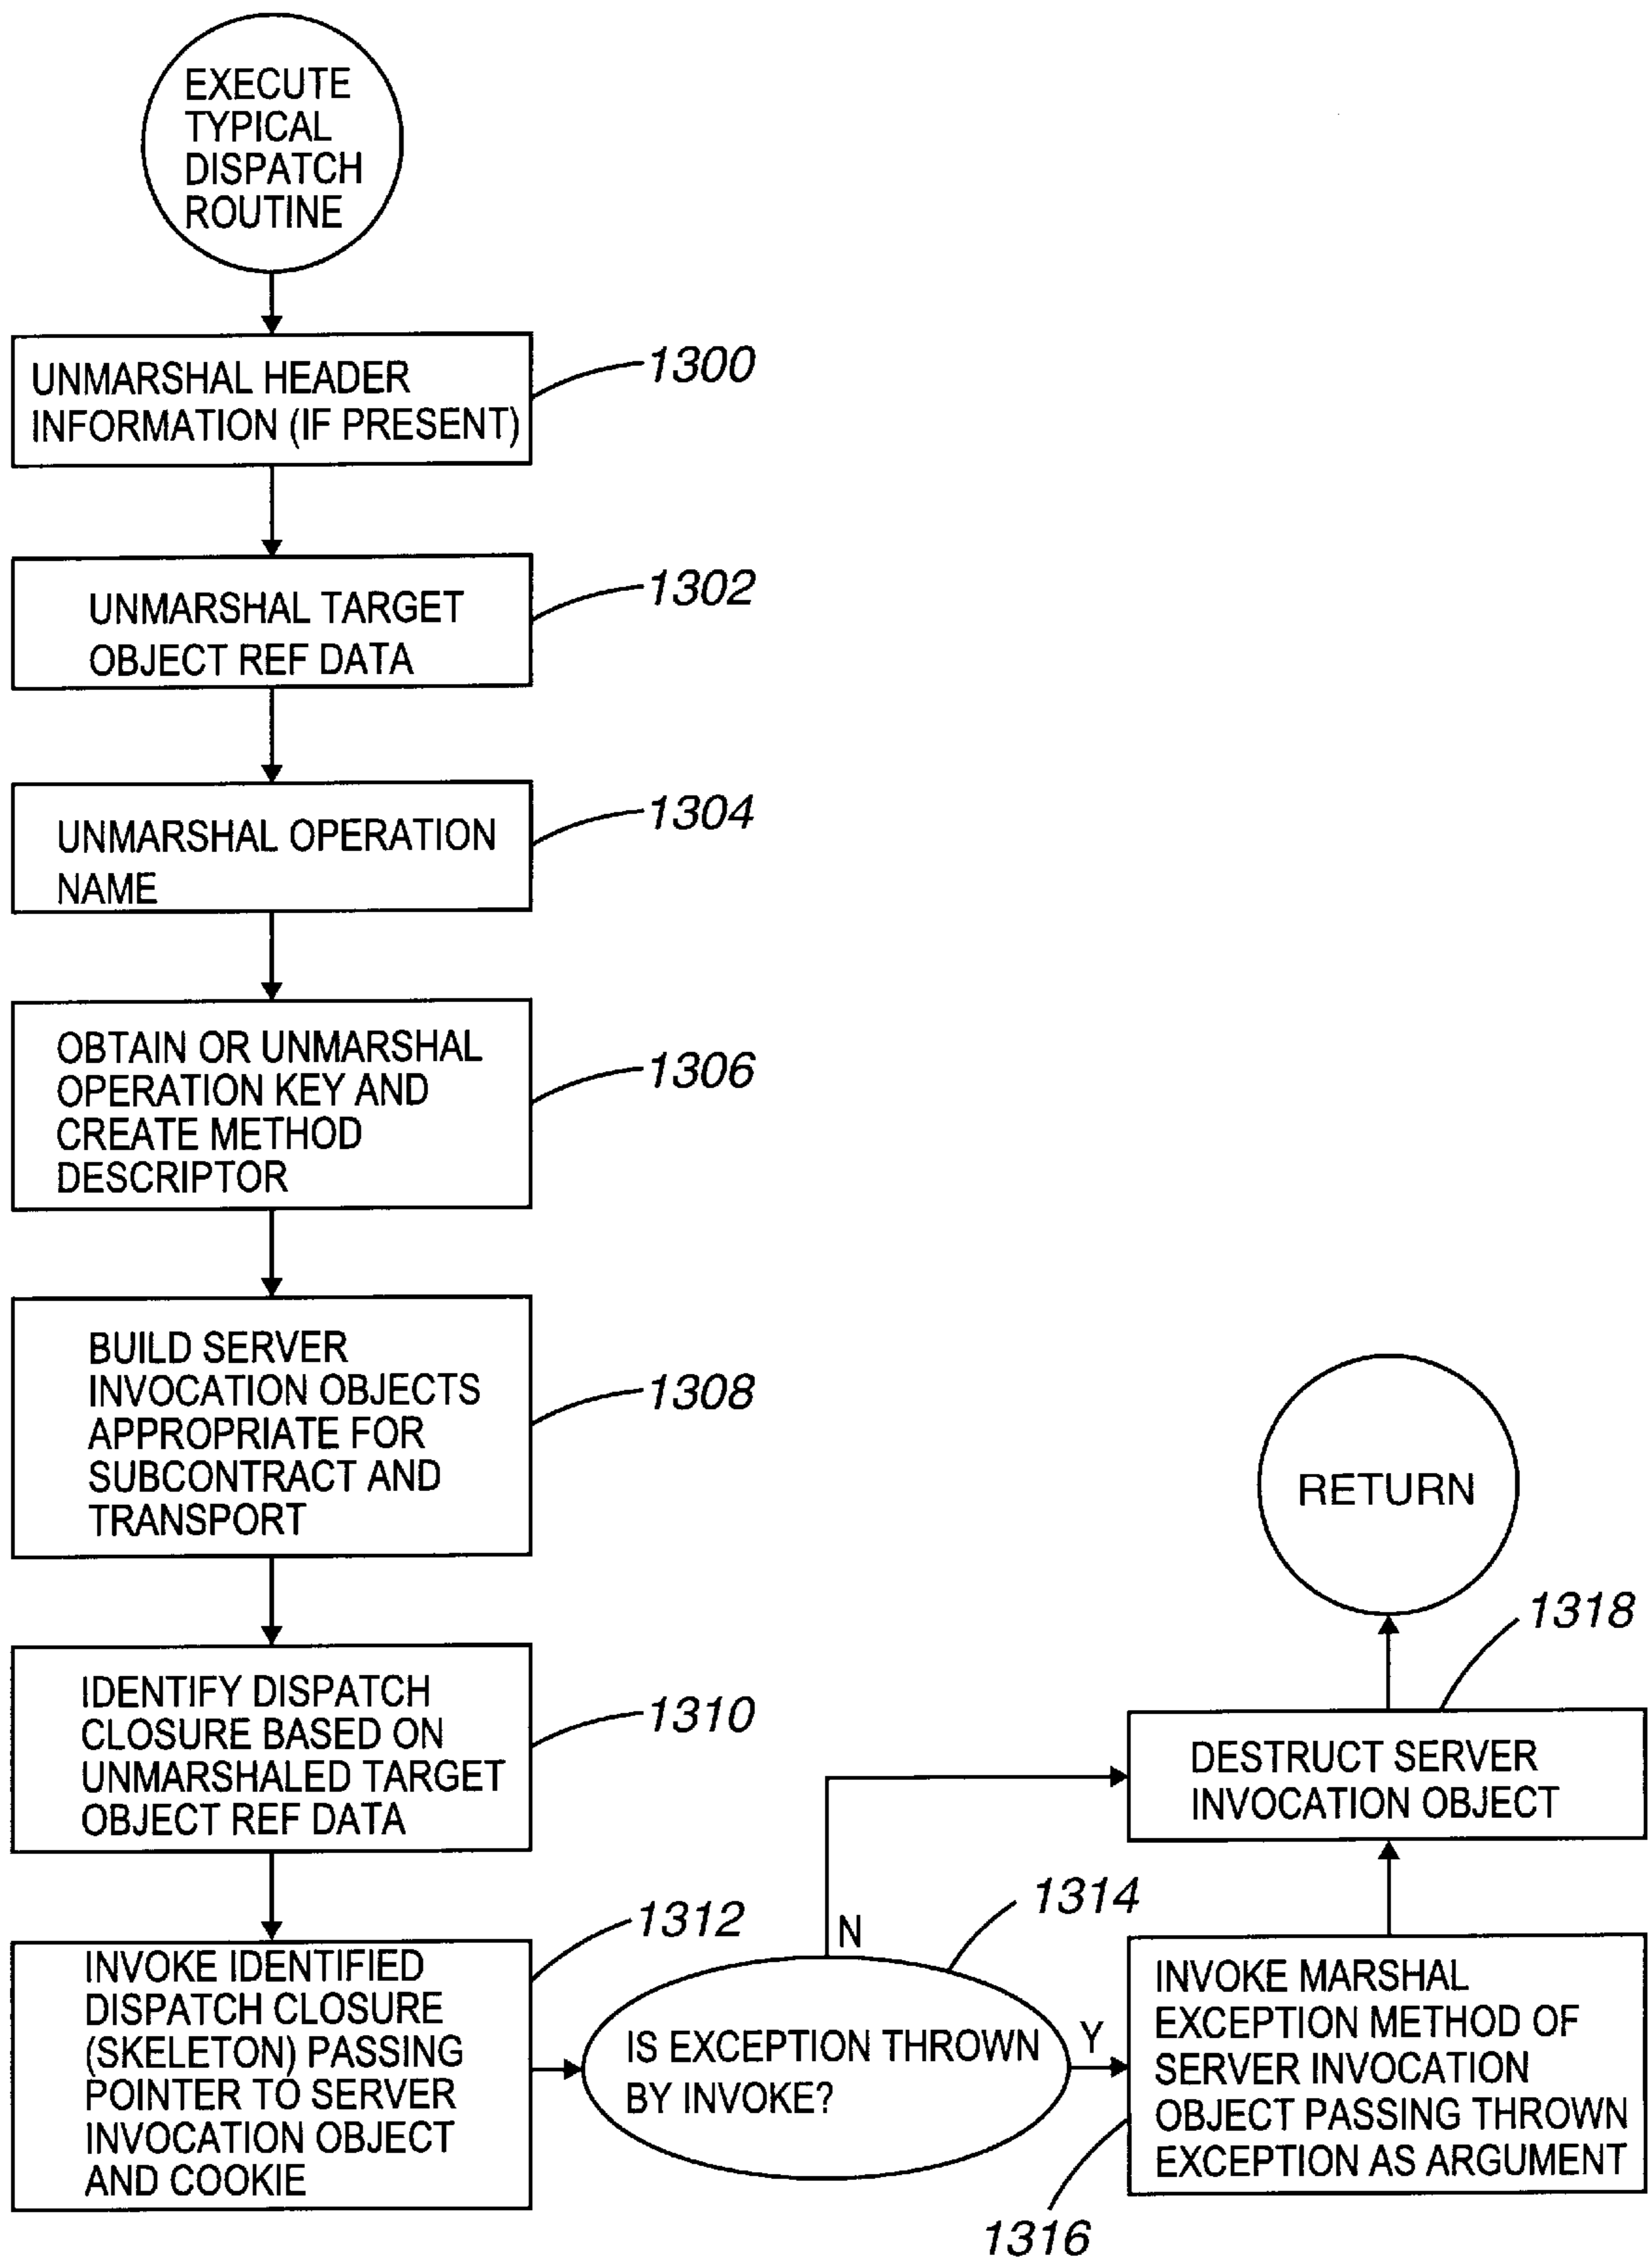 EXECUTE
TYPICAL
DISPATCH
ROUTINE
UNMARSHAL HEADER
INFORMATION (IF PRESENT)
1300
UNMARSHAL TARGET
OBJECT REF DATA
1302
UNMARSHAL OPERATION
NAME
1304
OBTAIN OR UNMARSHAL
OPERATION KEY AND
CREATE METHOD
DESCRIPTOR
1306
BUILD SERVER
INVOCATION OBJECTS
APPROPRIATE FOR
SUBCONTRACT AND
TRANSPORT
1308
IDENTIFY DISPATCH
CLOSURE BASED ON
UNMARSHALED TARGET
OBJECT REF DATA
1310
INVOKE IDENTIFIED
DISPATCH CLOSURE
(SKELETON) PASSING
POINTER TO SERVER
INVOCATION OBJECT
AND COOKIE
1312
IS EXCEPTION THROWN
BY INVOKE?
1314
N
Y
INVOKE MARSHAL
EXCEPTION METHOD OF
SERVER INVOCATION
OBJECT PASSING THROWN
EXCEPTION AS ARGUMENT
1316
DESTRUCT SERVER
INVOCATION OBJECT
1318
RETURN